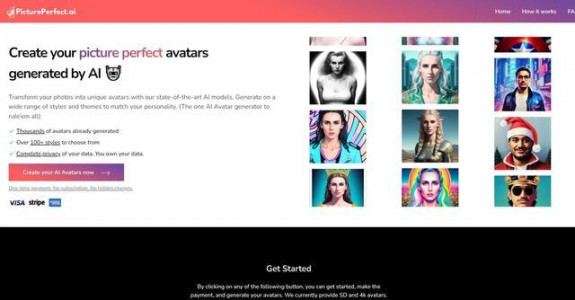 PicturePerfect.ai
Home
How it works
FA
Create your picture perfect avatars
generated by AI
Transform your photos into unique avatars with our state-of-the-art AI models. Generate on a
wide range of styles and themes to match your personality. (The one AI Avatar generator to
rule'em all)
✓ Thousands of avatars already generated
✓ Over 100+ styles to choose from
✓ Complete privacy of your data. You own your data.
Create your AI Avatars now →
One-time payment. No subscription. No hidden charges.
VISA stripe
Get Started
By clicking on any of the following button, you can get started, make the
payment, and generate your avatars. We currently provide SD and 4k avatars.